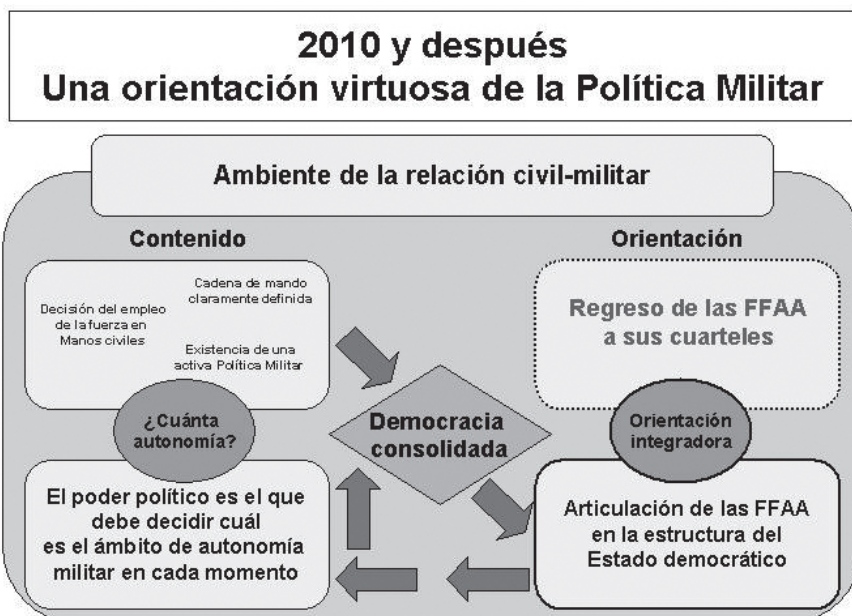 2010 y después
Una orientación virtuosa de la Política Militar
Ambiente de la relación civil-militar
Contenido
Decisión del empleo
de la fuerza en
Manos civiles
Cadena de mando
claramente definida
Existencia de una
activa Política Militar
¿Cuánta
autonomía?
El poder político es el que
debe decidir cuál
es el ámbito de autonomía
militar en cada momento
Democracia
consolidada
Orientación
Regreso de las FFAA
a sus cuarteles
Orientación
integradora
Articulación de las FFAA
en la estructura del
Estado democrático